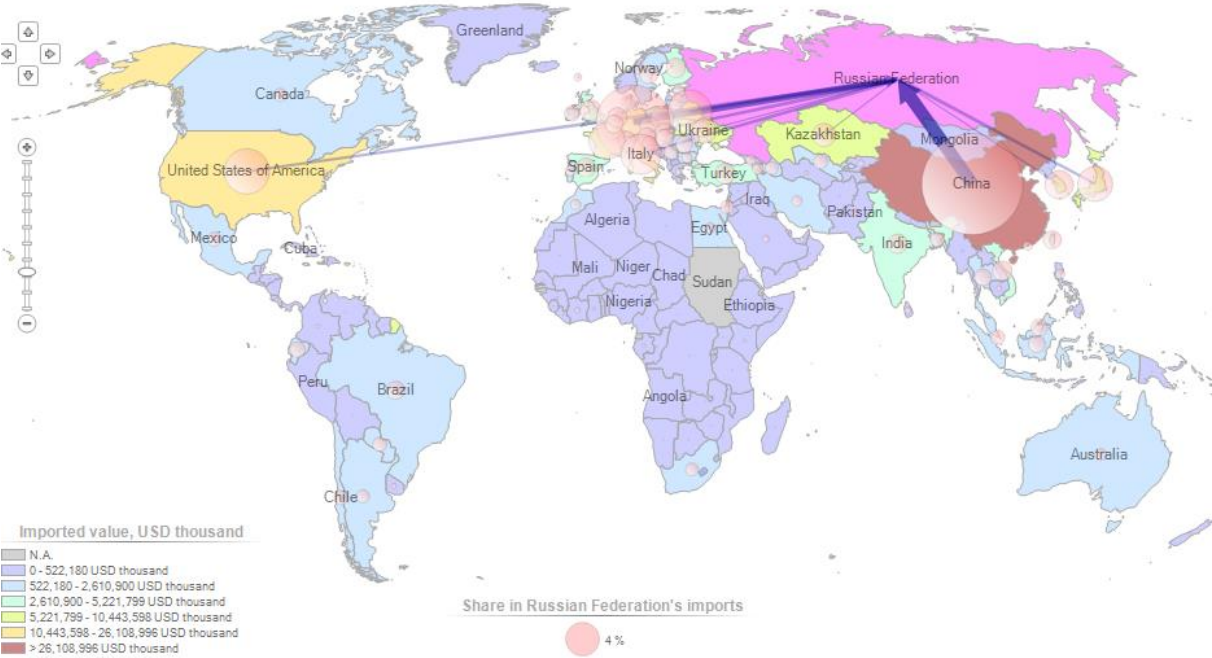 Greenland
Norway
Russian Federation
Canada
Ukraine
Kazakhstan
Mongolia
Italy
United States of America
Spain
Turkey
China
Iraq
Pakistan
Algeria
Egypt
Mexico
Cuba
India
Mali
Niger
Chad
Sudan
Nigeria
Ethiopia
Peru
Brazil
Angola
Australia
Chile
Imported value, USD thousand
N.A.
0 - 522,180 USD thousand
522,180 - 2,610,900 USD thousand
2,610,900 - 5,221,799 USD thousand
5,221,799 - 10,443,598 USD thousand
10,443,598 - 26,108,996 USD thousand
> 26,108,996 USD thousand
Share in Russian Federation's imports
4 %